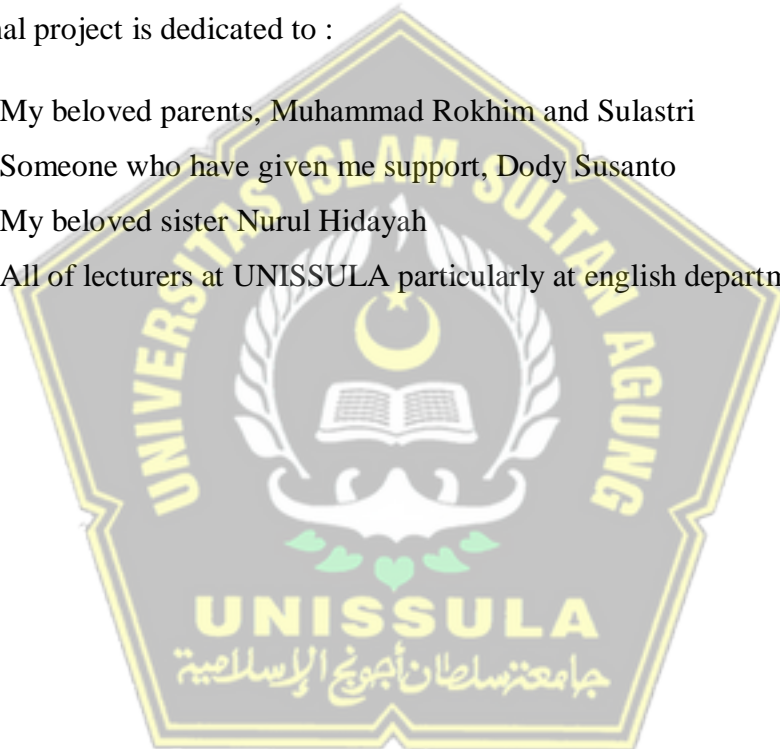 nal project is dedicated to :
My beloved parents, Muhammad Rokhim and Sulastri
Someone who have given me support, Dody Susanto
My beloved sister Nurul Hidayah
All of lecturers at UNISSULA particularly at english departm
UNIVERSITAS ISLAM SULTAN AGUNG
UNISSULA
جامعة سلطان أجونج الإسلامية